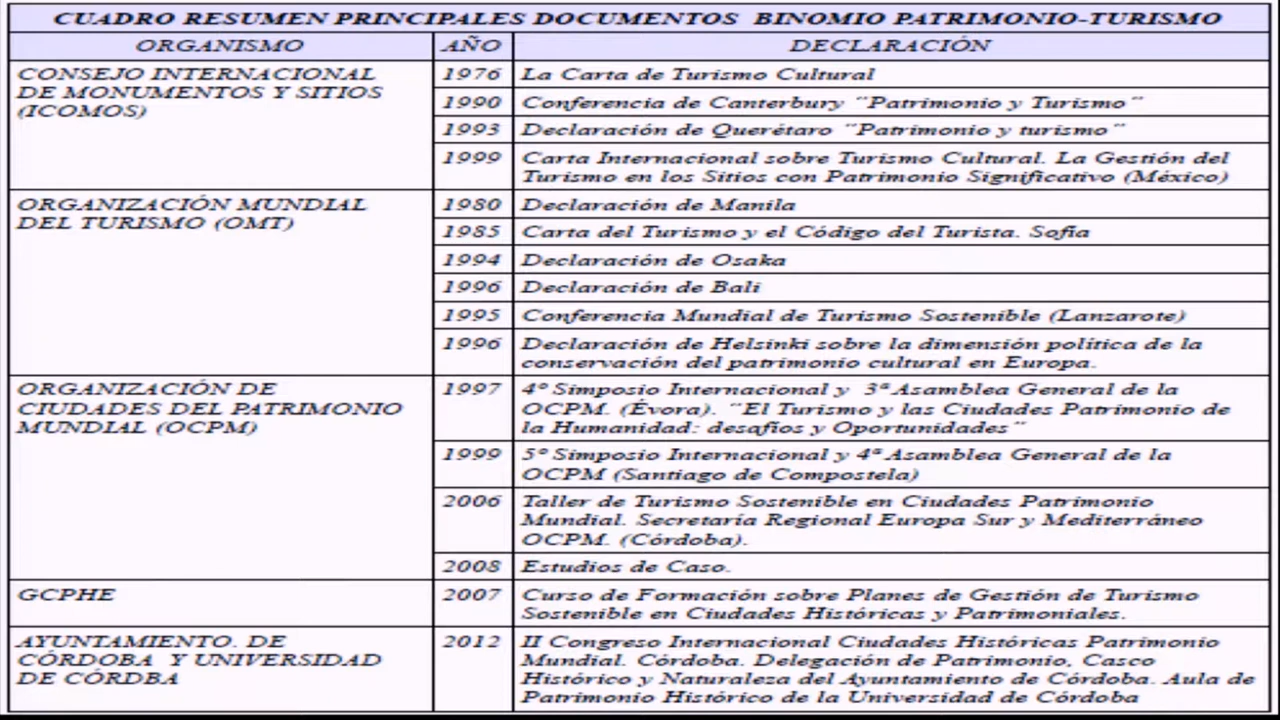 CUADRO RESUMEN PRINCIPALES DOCUMENTOS BINOMIO PATRIMONIO-TURISMO
ORGANISMO AÑO DECLARACIÓN
CONSEJO INTERNACIONAL
DE MONUMENTOS Y SITIOS
(ICOMOS)
1976 La Carta de Turismo Cultural
1990 Conferencia de Canterbury ¨Patrimonio y Turismo¨
1993 Declaración de Querétaro ¨Patrimonio y turismo¨
1999 Carta Internacional sobre Turismo Cultural. La Gestión del
Turismo en los Sitios con Patrimonio Significativo (México)
ORGANIZACIÓN MUNDIAL
DEL TURISMO (OMT)
1980 Declaración de Manila
1985 Carta del Turismo y el Código del Turista. Sofía
1994 Declaración de Osaka
1996 Declaración de Bali
1995 Conferencia Mundial de Turismo Sostenible (Lanzarote)
1996 Declaración de Helsinki sobre la dimensión política de la
conservación del patrimonio cultural en Europa.
ORGANIZACIÓN DE
CIUDADES DEL PATRIMONIO
MUNDIAL (OCPM)
1997 4º Simposio Internacional y 3ª Asamblea General de la
OCPM. (Évora). ¨El Turismo y las Ciudades Patrimonio de
la Humanidad: desafíos y Oportunidades¨
1999 5º Simposio Internacional y 4ª Asamblea General de la
OCPM (Santiago de Compostela)
2006 Taller de Turismo Sostenible en Ciudades Patrimonio
Mundial. Secretaría Regional Europa Sur y Mediterráneo
OCPM. (Córdoba).
2008 Estudios de Caso.
GCPHE
2007 Curso de Formación sobre Planes de Gestión de Turismo
Sostenible en Ciudades Históricas y Patrimoniales.
AYUNTAMIENTO. DE
CÓRDOBA Y UNIVERSIDAD
DE CÓRDBA
2012 II Congreso Internacional Ciudades Históricas Patrimonio
Mundial. Córdoba. Delegación de Patrimonio, Casco
Histórico y Naturaleza del Ayuntamiento de Córdoba. Aula de
Patrimonio Histórico de la Universidad de Córdoba